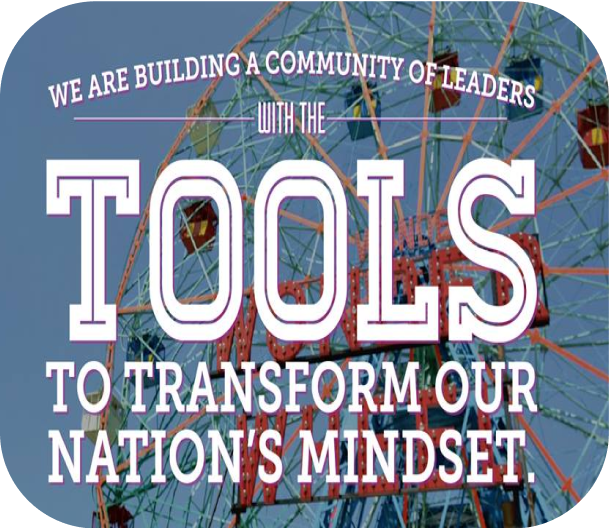 WE ARE BUILDING A COMMUNITY OF LEADERS
WITH THE
TOOLS
TO TRANSFORM OUR
NATION'S MINDSET.